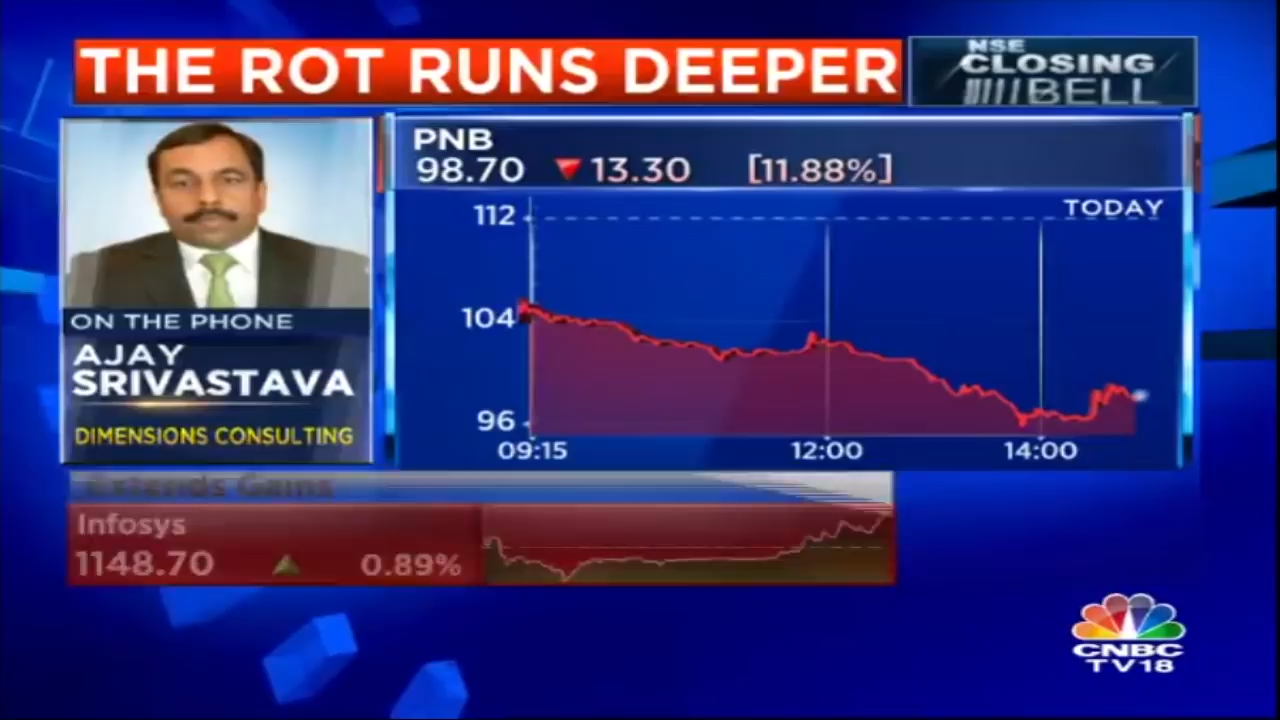 THE ROT RUNS DEEPER
NSE
CLOSING
BELL
ON THE PHONE
AJAY
SRIVASTAVA
DIMENSIONS CONSULTING
PNB
98.70 ▼ 13.30 [11.88%]
TODAY
112
104
96
09:15 12:00 14:00
Extends Gains
Infosys
1148.70 ▲ 0.89%
CNBC
TV18